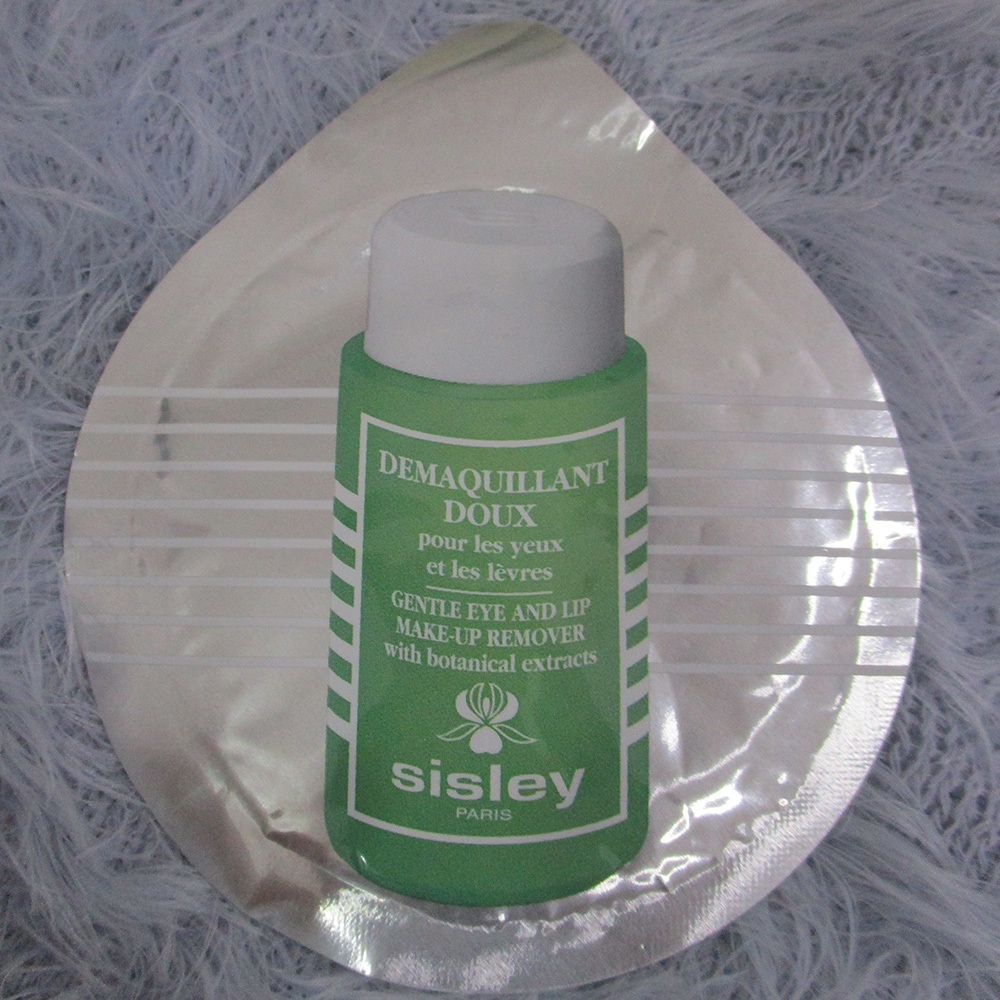 DEMAQUILLANT
DOUX
pour les yeux
et les lèvres
GENTLE EYE AND LIP
MAKE-UP REMOVER
with botanical extracts
sisley
PARIS